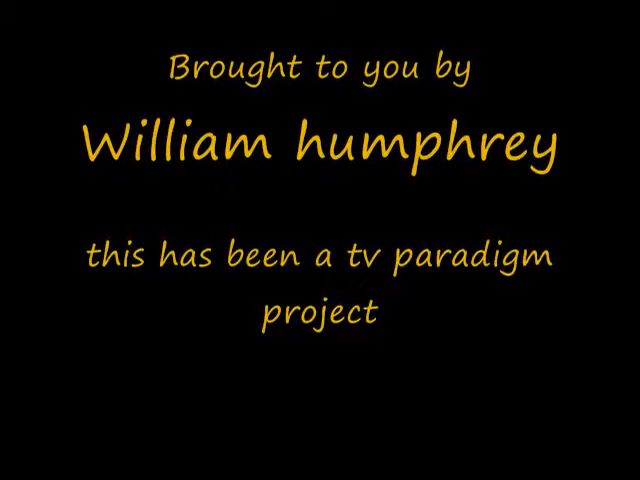 Brought to you by
William humphrey
this has been a tv paradigm
project